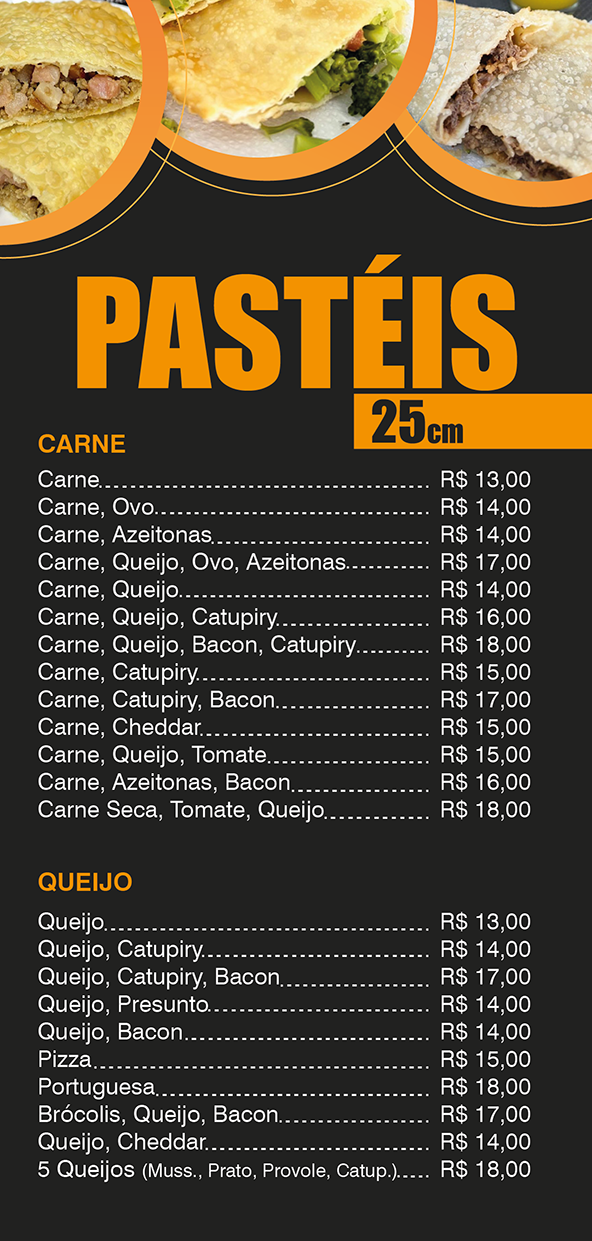 PASTÉIS
25cm
CARNE
Carne R$ 13,00
Carne, Ovo R$ 14,00
Carne, Azeitonas R$ 14,00
Carne, Queijo, Ovo, Azeitonas R$ 17,00
Carne, Queijo R$ 14,00
Carne, Queijo, Catupiry R$ 16,00
Carne, Queijo, Bacon, Catupiry R$ 18,00
Carne, Catupiry R$ 15,00
Carne, Catupiry, Bacon R$ 17,00
Carne, Cheddar R$ 15,00
Carne, Queijo, Tomate R$ 15,00
Carne, Azeitonas, Bacon R$ 16,00
Carne Seca, Tomate, Queijo R$ 18,00
QUEIJO
Queijo R$ 13,00
Queijo, Catupiry R$ 14,00
Queijo, Catupiry, Bacon R$ 17,00
Queijo, Presunto R$ 14,00
Queijo, Bacon R$ 14,00
Pizza R$ 15,00
Portuguesa R$ 18,00
Brócolis, Queijo, Bacon R$ 17,00
Queijo, Cheddar R$ 14,00
5 Queijos (Muss., Prato, Provole, Catup.) R$ 18,00